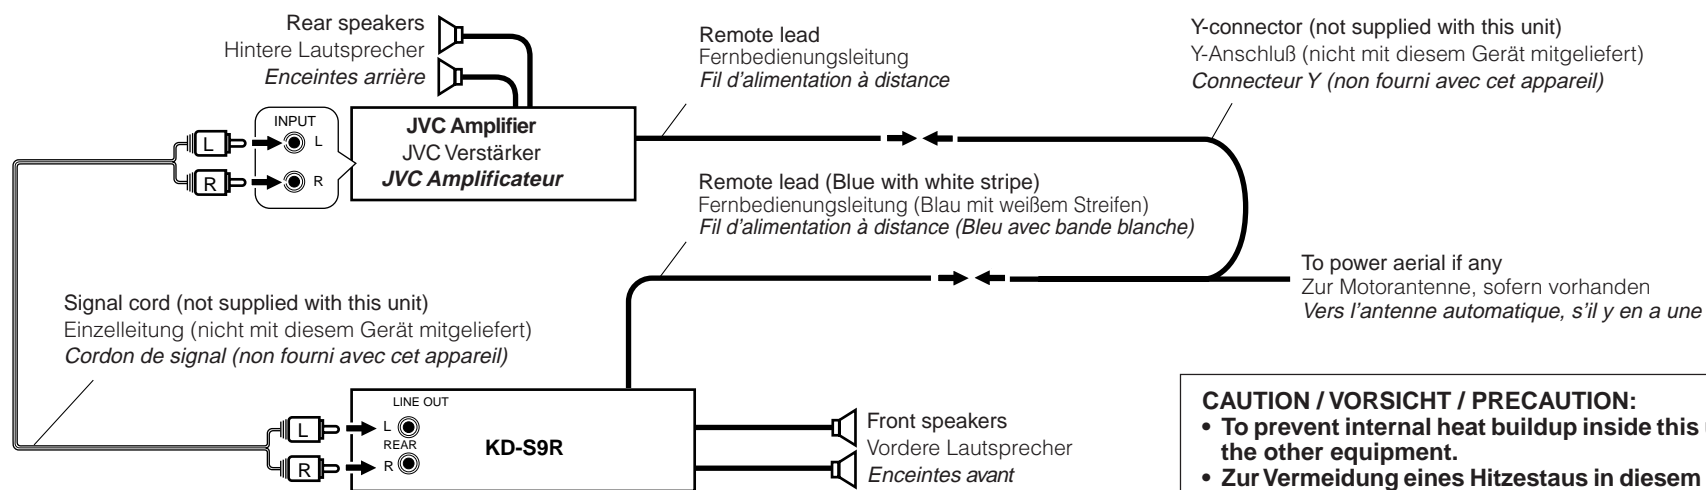 Rear speakers
Hintere Lautsprecher
Enceintes arrière
Remote lead
Fernbedienungsleitung
Fil d'alimentation à distance
Y-connector (not supplied with this unit)
Y-Anschluß (nicht mit diesem Gerät mitgeliefert)
Connecteur Y (non fourni avec cet appareil)
INPUT
L
L
R
R
JVC Amplifier
JVC Verstärker
JVC Amplificateur
Remote lead (Blue with white stripe)
Fernbedienungsleitung (Blau mit weißem Streifen)
Fil d'alimentation à distance (Bleu avec bande blanche)
To power aerial if any
Zur Motorantenne, sofern vorhanden
Vers l'antenne automatique, s'il y en a une
Signal cord (not supplied with this unit)
Einzelleitung (nicht mit diesem Gerät mitgeliefert)
Cordon de signal (non fourni avec cet appareil)
LINE OUT
L
L
REAR
R
R
KD-S9R
Front speakers
Vordere Lautsprecher
Enceintes avant
CAUTION / VORSICHT / PRECAUTION:
• To prevent internal heat buildup inside this
the other equipment.
• Zur Vermeidung eines Hitzestaus in diesem